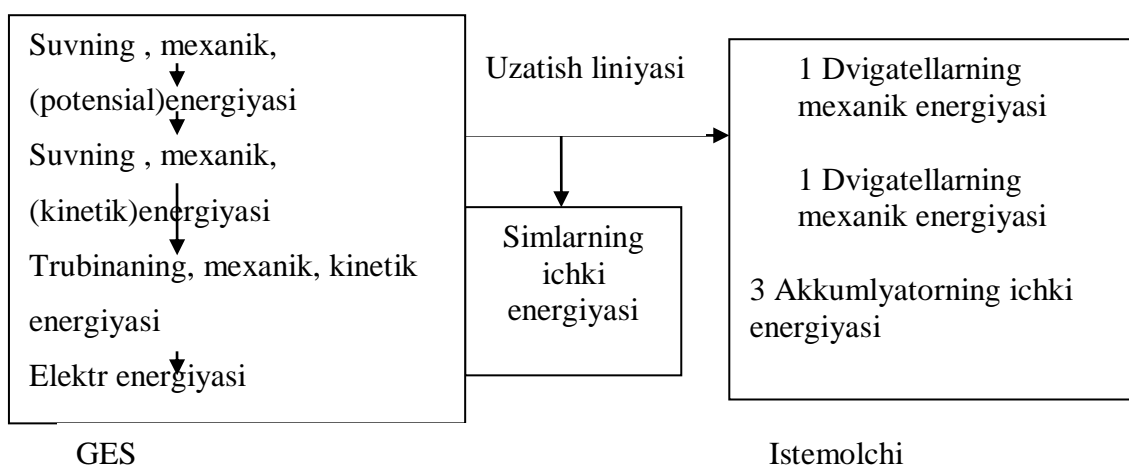 Suvning , mexanik,
(potensial)energiyasi
Suvning , mexanik,
(kinetik)energiyasi
Trubinaning, mexanik, kinetik
energiyasi
Elektr energiyasi
GES
Uzatish liniyasi
Simlarning
ichki
energiyasi
1 Dvigatellarning
mexanik energiyasi
1 Dvigatellarning
mexanik energiyasi
3 Akkumlyatorning ichki
energiyasi
Istemolchi